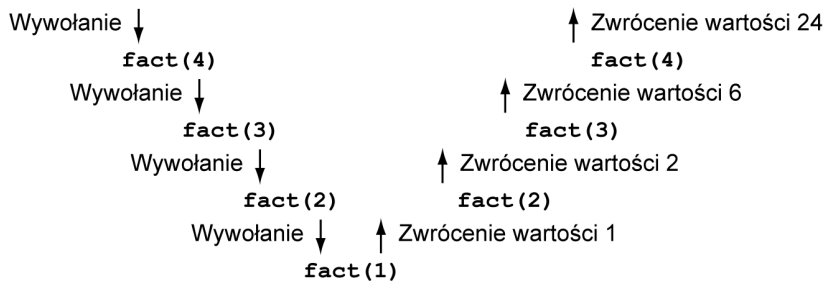 Wywołanie Zwrócenie wartości 24
fact(4) fact(4)
Wywołanie Zwrócenie wartości 6
fact(3) fact(3)
Wywołanie Zwrócenie wartości 2
fact(2) fact(2)
Wywołanie Zwrócenie wartości 1
fact(1)